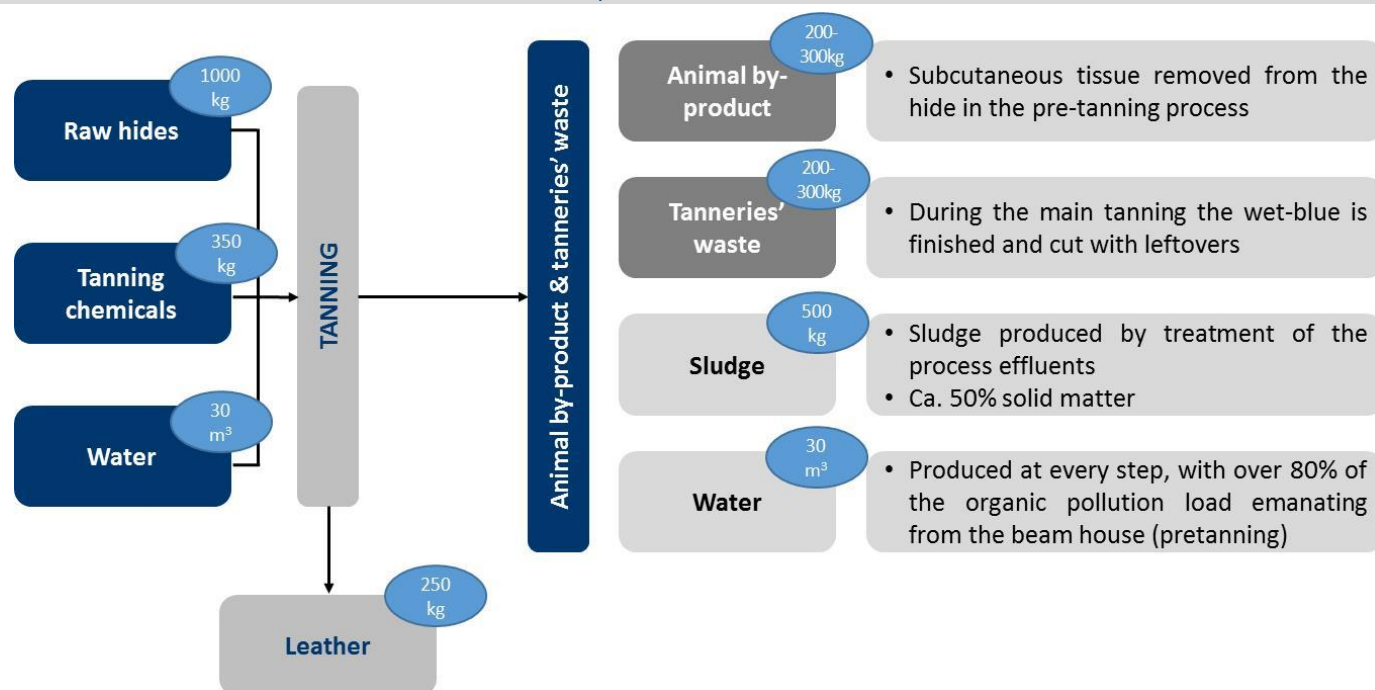 1000
kg
Raw hides
350
kg
Tanning
chemicals
30
m³
Water
TANNING
250
kg
Leather
Animal by-product & tanneries' waste
200-
300kg
Animal by-
product
• Subcutaneous tissue removed from the
hide in the pre-tanning process
200-
300kg
Tanneries'
waste
• During the main tanning the wet-blue is
finished and cut with leftovers
500
kg
Sludge
• Sludge produced by treatment of the
process effluents
• Ca. 50% solid matter
30
m³
Water
• Produced at every step, with over 80% of
the organic pollution load emanating
from the beam house (pretanning)